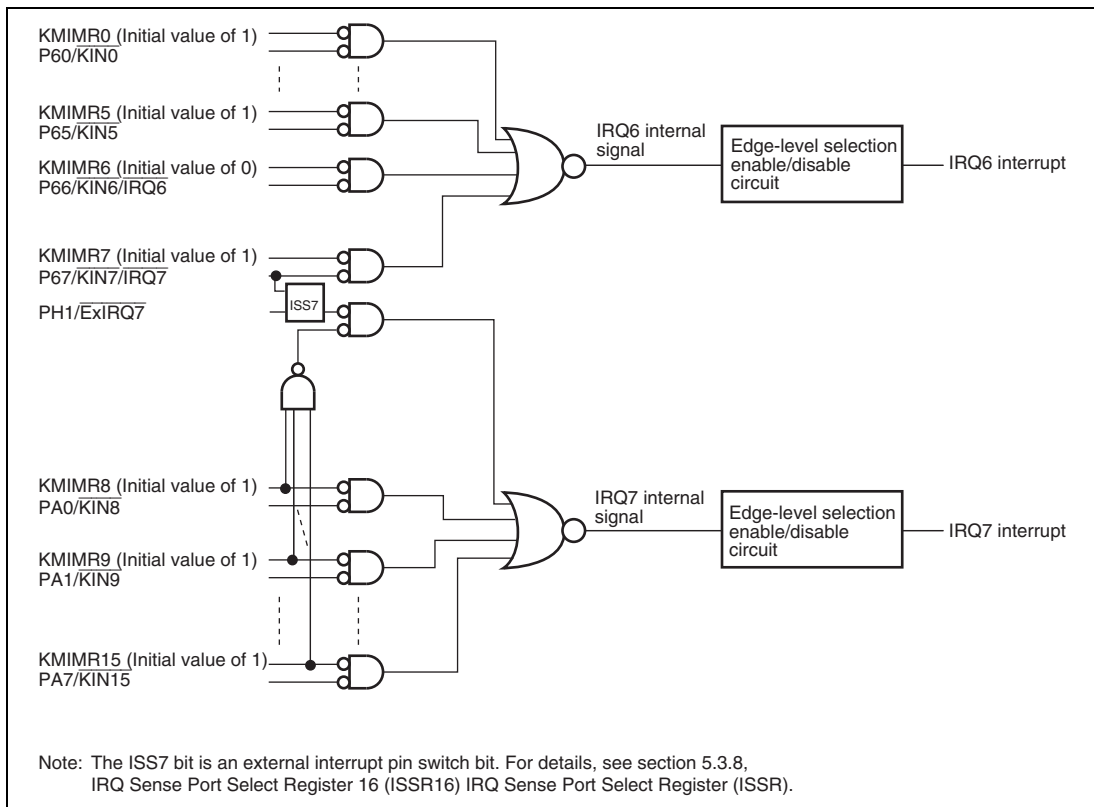 KMIMR0 (Initial value of 1)
P60/KIN0
KMIMR5 (Initial value of 1)
P65/KIN5
KMIMR6 (Initial value of 0)
P66/KIN6/IRQ6
IRQ6 internal
signal
Edge-level selection
enable/disable
circuit
IRQ6 interrupt
KMIMR7 (Initial value of 1)
P67/KIN7/IRQ7
ISS7
PH1/ExIRQ7
KMIMR8 (Initial value of 1)
PA0/KIN8
KMIMR9 (Initial value of 1)
PA1/KIN9
IRQ7 internal
signal
Edge-level selection
enable/disable
circuit
IRQ7 interrupt
KMIMR15 (Initial value of 1)
PA7/KIN15
Note: The ISS7 bit is an external interrupt pin switch bit. For details, see section 5.3.8,
IRQ Sense Port Select Register 16 (ISSR16) IRQ Sense Port Select Register (ISSR).